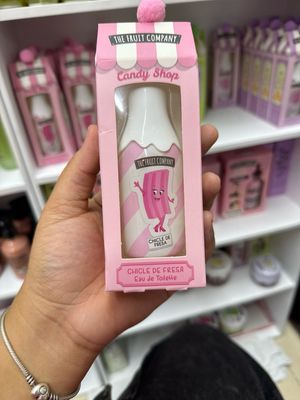 THE FRUIT COMPANY
Candy Shop
THE FRUIT COMPANY
CHICLE DE
FRESA
CHICLE DE FRESA
Eau de Toilette